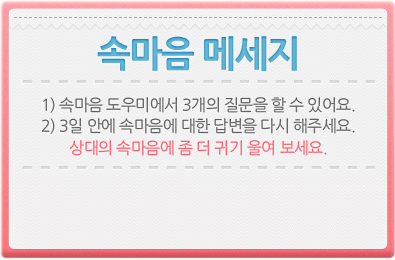 속마음 메세지
1) 속마음 도우미에서 3개의 질문을 할 수 있어요.
2) 3일 안에 속마음에 대한 답변을 다시 해주세요.
상대의 속마음에 좀 더 귀기 울여 보세요.